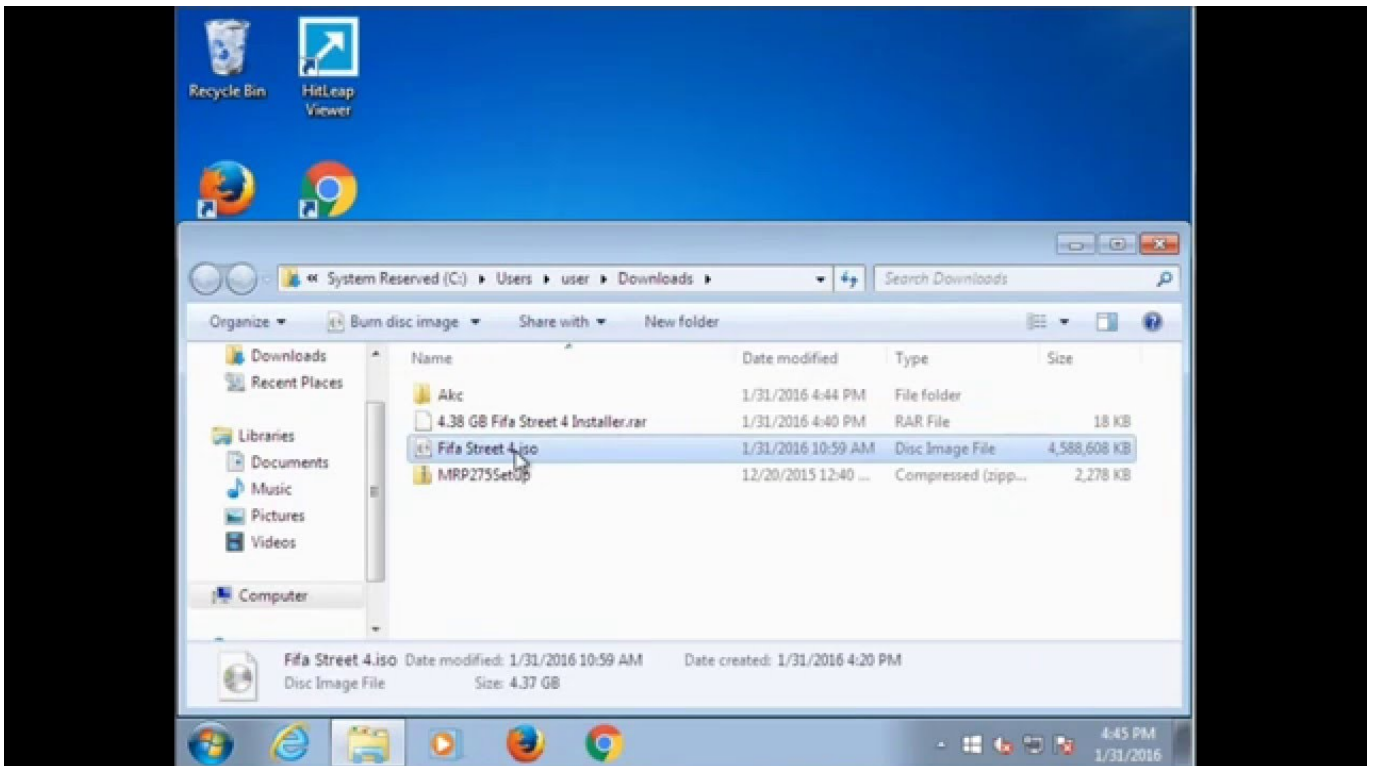 Recycle Bin
HitLeap
Viewer
« System Reserved (C:) Users user Downloads
Search Downloads
Organize
Burn disc image
Share with
New folder
Downloads
Recent Places
Libraries
Documents
Music
Pictures
Videos
Computer
Name Date modified Type Size
Akc 1/31/2016 4:44 PM File folder
4.38 GB Fifa Street 4 Installer.rar 1/31/2016 4:40 PM RAR File 18 KB
Fifa Street 4.iso 1/31/2016 10:59 AM Disc Image File 4,588,608 KB
MRP275Setup 12/20/2015 12:40 ... Compressed (zipp... 2,278 KB
Fifa Street 4.iso Date modified: 1/31/2016 10:59 AM Date created: 1/31/2016 4:20 PM
Disc Image File Size: 4.37 GB
4:45 PM
1/31/2016